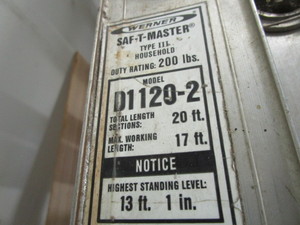 WERNER
SAF-T-MASTER®
TYPE III
HOUSEHOLD
DUTY RATING: 200 lbs.
MODEL
D1120-2
TOTAL LENGTH
SECTIONS: 20 ft.
MAX. WORKING
LENGTH: 17 ft.
NOTICE
HIGHEST STANDING LEVEL:
13 ft. 1 in.